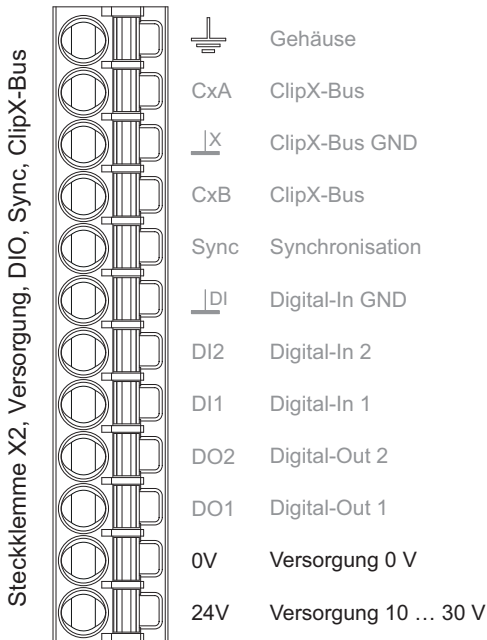 Steckklemme X2, Versorgung, DIO, Sync, ClipX-Bus
Gehäuse
CxA ClipX-Bus
X ClipX-Bus GND
CxB ClipX-Bus
Sync Synchronisation
DI Digital-In GND
DI2 Digital-In 2
DI1 Digital-In 1
DO2 Digital-Out 2
DO1 Digital-Out 1
0V Versorgung 0 V
24V Versorgung 10 … 30 V